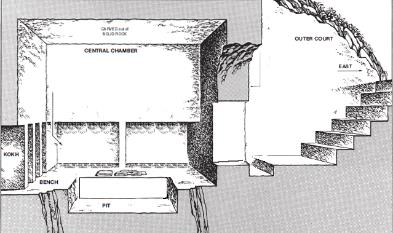 CARVED out of
SOLID ROCK
CENTRAL CHAMBER
OUTER COURT
EAST
KOKH
BENCH
PIT